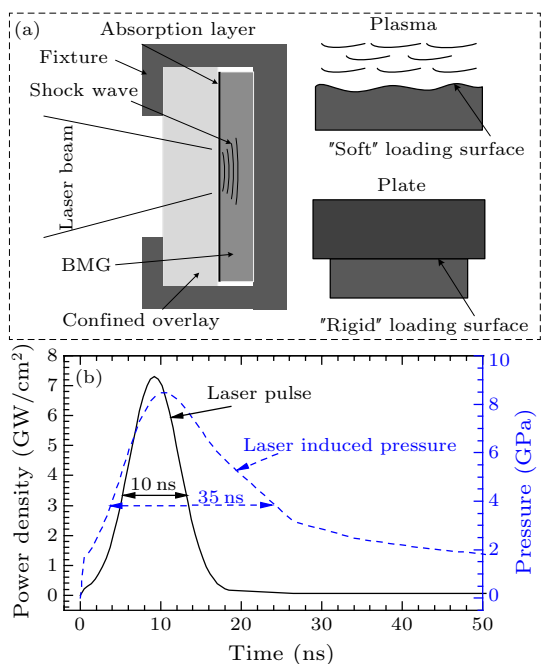 (a)
Absorption layer
Fixture
Shock wave
Laser beam
BMG
Confined overlay
Plasma
"Soft" loading surface
Plate
"Rigid" loading surface
(b)
Laser pulse
Laser induced pressure
10 ns
35 ns
Power density (GW/cm²)
8
7
6
5
4
3
2
1
0
Pressure (GPa)
10
8
6
4
2
0
0 10 20 30 40 50
Time (ns)